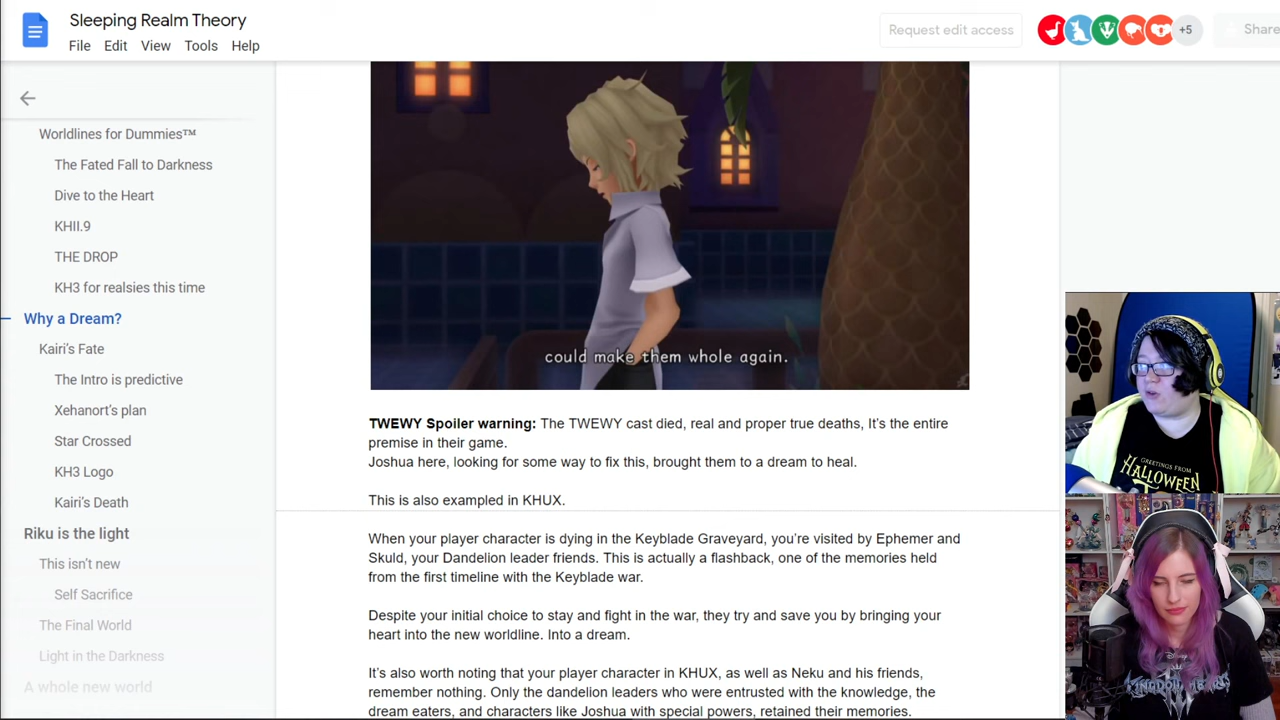 Sleeping Realm Theory
File Edit View Tools Help
Request edit access
+5
Share
Worldlines for Dummies™
The Fated Fall to Darkness
Dive to the Heart
KHII.9
THE DROP
KH3 for realsies this time
Why a Dream?
Kairi's Fate
The Intro is predictive
Xehanort's plan
Star Crossed
KH3 Logo
Kairi's Death
Riku is the light
This isn't new
Self Sacrifice
The Final World
Light in the Darkness
A whole new world
could make them whole again.
TWEWY Spoiler warning: The TWEWY cast died, real and proper true deaths, It's the entire
premise in their game.
Joshua here, looking for some way to fix this, brought them to a dream to heal.
This is also exampled in KHUX.
When your player character is dying in the Keyblade Graveyard, you're visited by Ephemer and
Skuld, your Dandelion leader friends. This is actually a flashback, one of the memories held
from the first timeline with the Keyblade war.
Despite your initial choice to stay and fight in the war, they try and save you by bringing your
heart into the new worldline. Into a dream.
It's also worth noting that your player character in KHUX, as well as Neku and his friends,
remember nothing. Only the dandelion leaders who were entrusted with the knowledge, the
dream eaters, and characters like Joshua with special powers, retained their memories.
GREETINGS FROM
HALLOWEEN
Disney
KINGDOM HEARTS